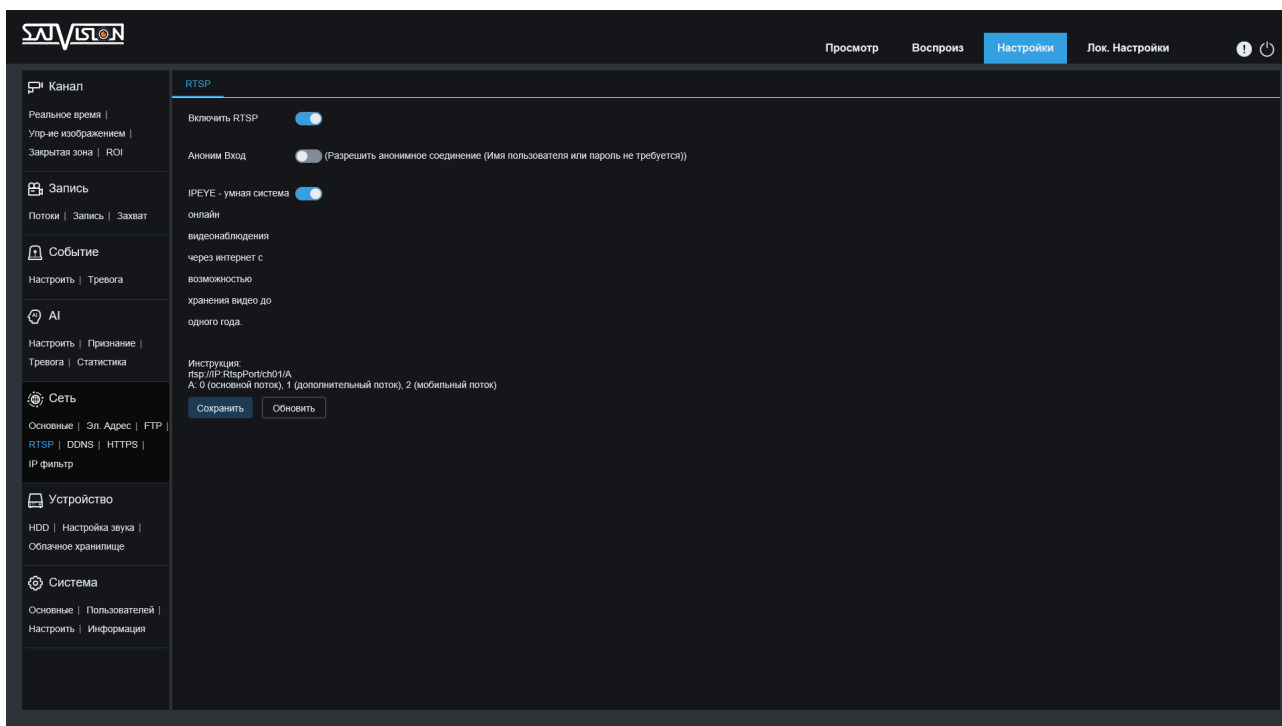 SATVISION
Просмотр Воспроиз Настройки Лок. Настройки
Канал
Реальное время |
Упр-ие изображением |
Закрытая зона | ROI
Запись
Потоки | Запись | Захват
Событие
Настроить | Тревога
AI
Настроить | Признание |
Тревога | Статистика
Сеть
Основные | Эл. Адрес | FTP |
RTSP | DDNS | HTTPS |
IP фильтр
Устройство
HDD | Настройка звука |
Облачное хранилище
Система
Основные | Пользователей |
Настроить | Информация
RTSP
Включить RTSP
Аноним Вход (Разрешить анонимное соединение (Имя пользователя или пароль не требуется))
IPEYE - умная система
онлайн
видеонаблюдения
через интернет с
возможностью
хранения видео до
одного года.
Инструкция:
rtsp://IP:RtspPort/ch01/A
A: 0 (основной поток), 1 (дополнительный поток), 2 (мобильный поток)
Сохранить Обновить